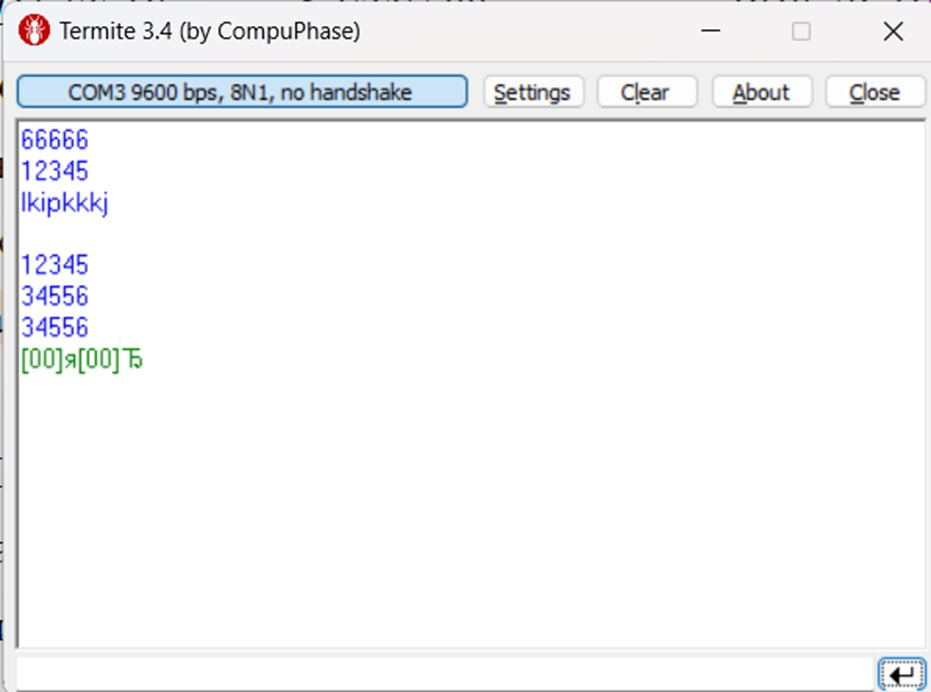 Termite 3.4 (by CompuPhase)
COM3 9600 bps, 8N1, no handshake Settings Clear About Close
66666
12345
lkipkkkj
12345
34556
34556
[00]я[00]Ђ